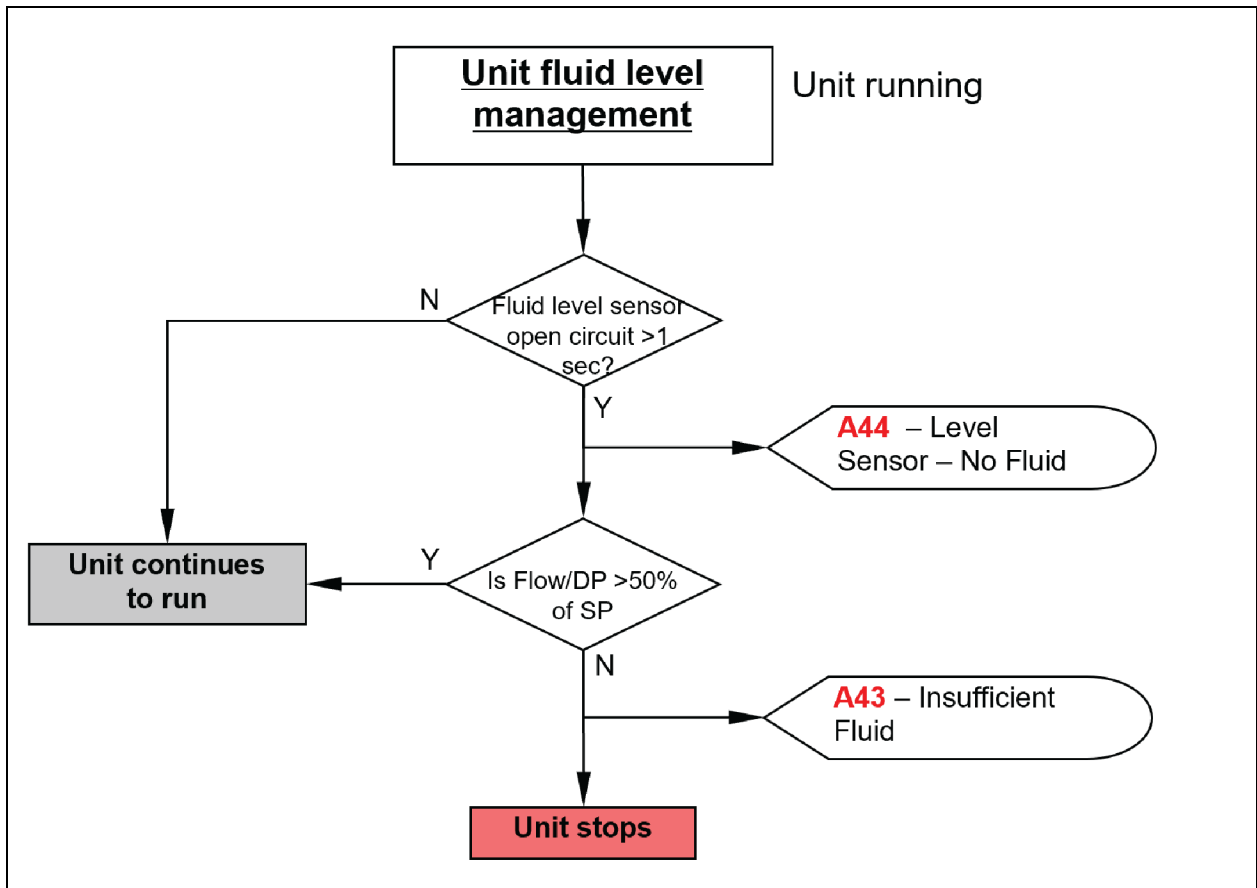 Unit fluid level
management
Unit running
N
Fluid level sensor
open circuit >1
sec?
Y
A44 – Level
Sensor – No Fluid
Unit continues
to run
Y
Is Flow/DP >50%
of SP
N
A43 – Insufficient
Fluid
Unit stops